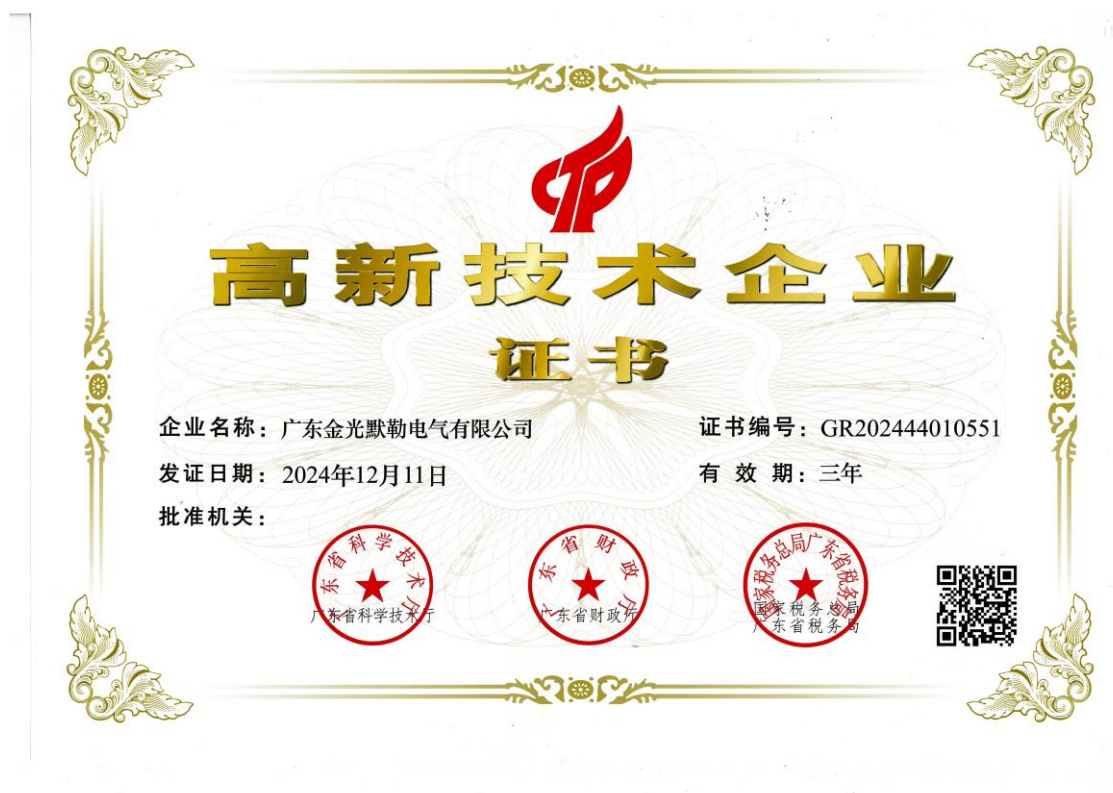 CTP
高新技术企业
证书
企业名称：广东金光默勒电气有限公司
证书编号：GR202444010551
发证日期：2024年12月11日
有效期：三年
批准机关：
广东省科学技术厅
广东省财政厅
国家税务总局广东省税务局
广东省科学技术厅
广东省财政厅
国家税务总局
广东省税务局